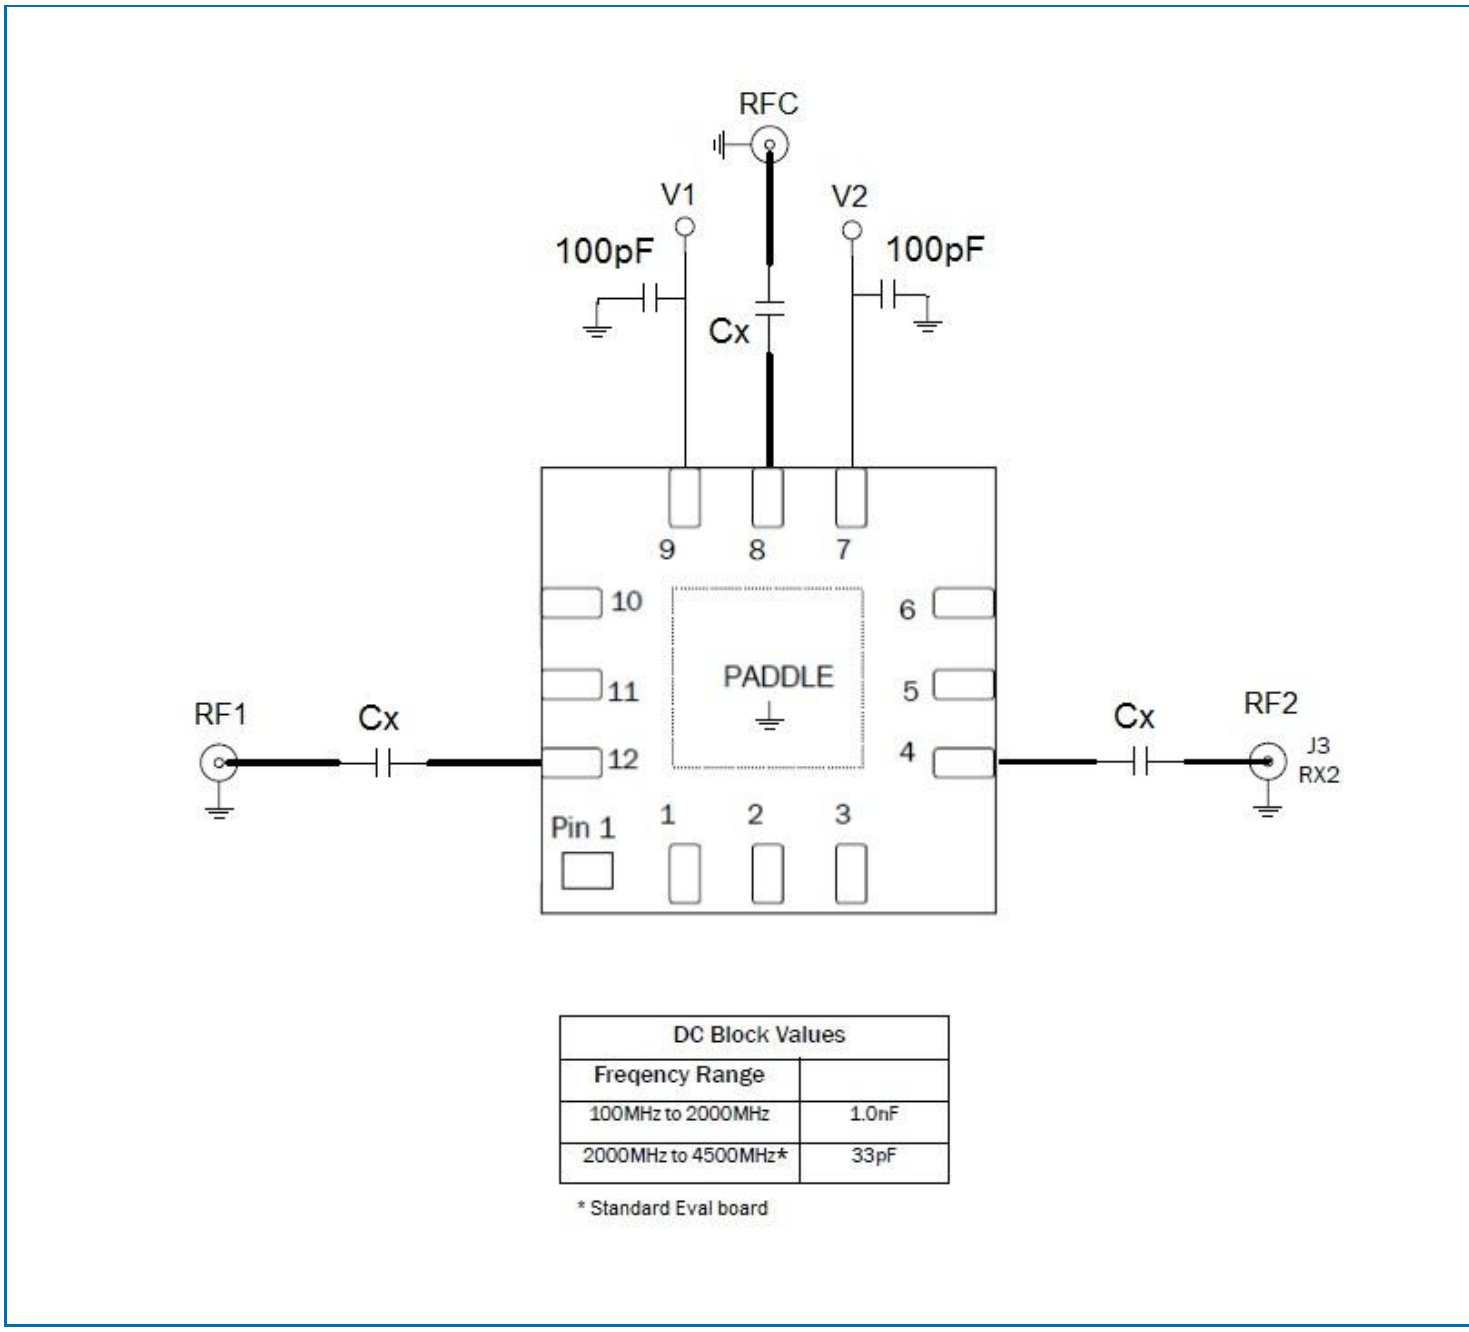 RFC
V1
V2
100pF
100pF
Cx
9
8
7
10
6
PADDLE
11
5
RF1
Cx
Cx
RF2
J3
RX2
12
4
1
2
3
Pin 1
DC Block Values
Freqency Range
100MHz to 2000MHz 1.0nF
2000MHz to 4500MHz* 33pF
* Standard Eval board